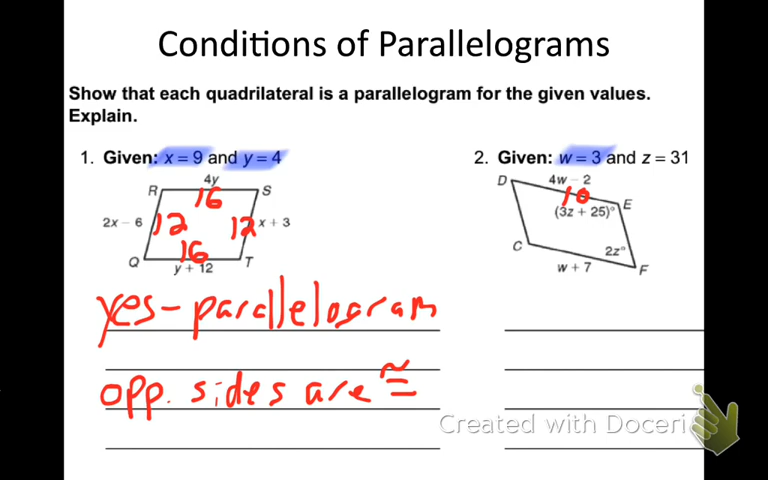 Conditions of Parallelograms
Show that each quadrilateral is a parallelogram for the given values.
Explain.
1. Given: x = 9 and y = 4
4y
R
S
16
2x − 6
12
12
x + 3
16
Q
T
y + 12
yes - parallelogram
opp. sides are ≅
2. Given: w = 3 and z = 31
D
4w − 2
10
E
(3z + 25)°
C
2z°
w + 7
F
Created with Doceri